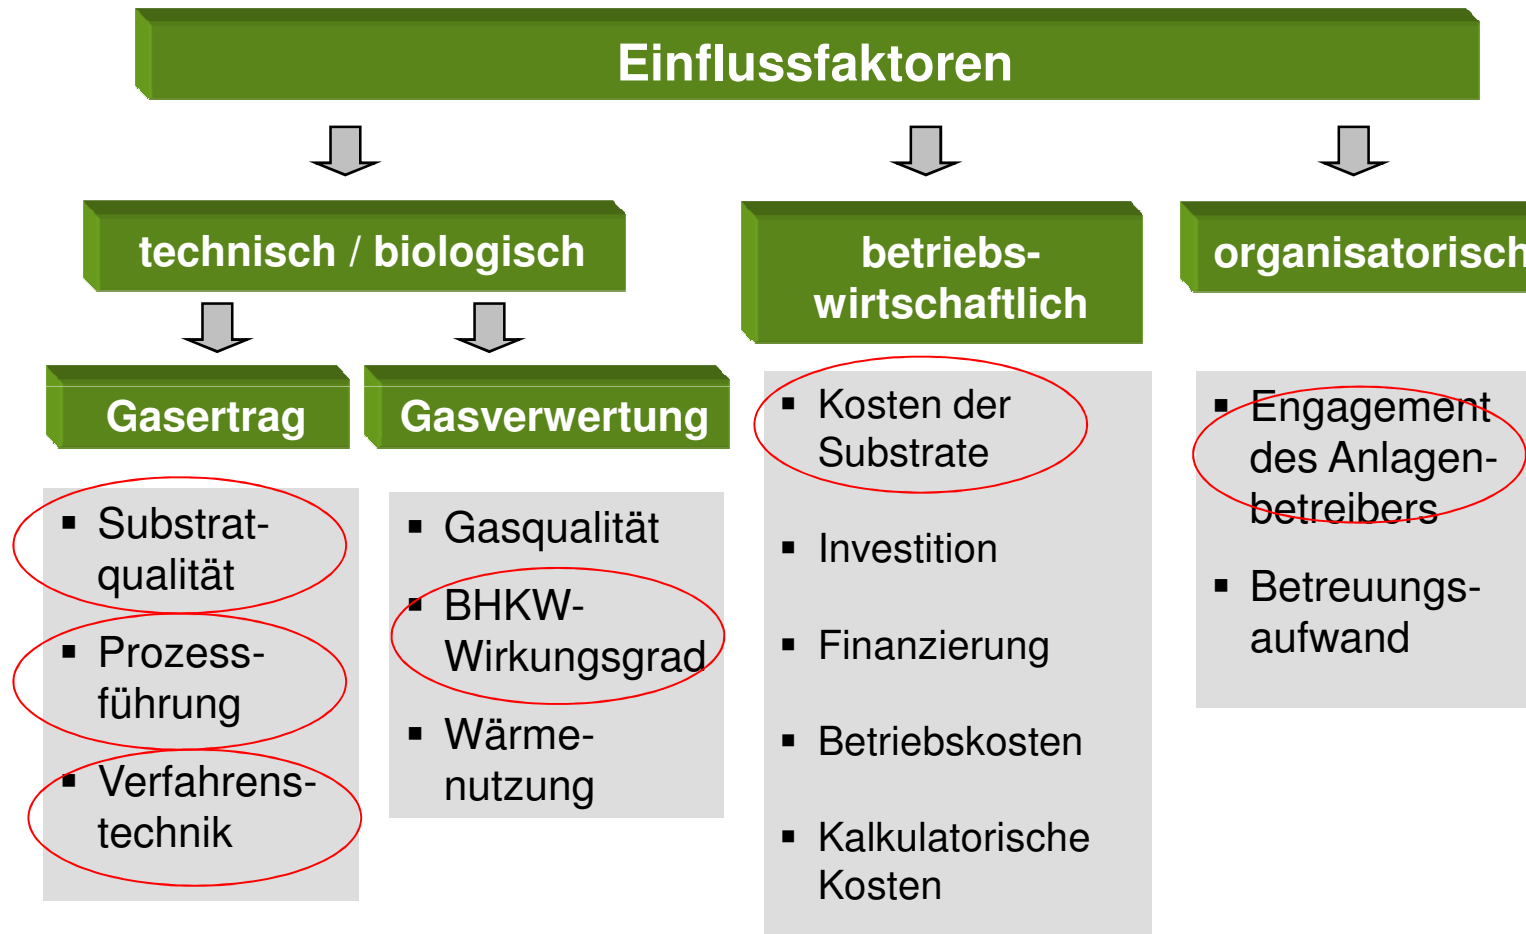 Einflussfaktoren
technisch / biologisch
betriebs-
wirtschaftlich
organisatorisch
Gasertrag
Gasverwertung
▪ Substrat-
qualität
▪ Prozess-
führung
▪ Verfahrens-
technik
▪ Gasqualität
▪ BHKW-
Wirkungsgrad
▪ Wärme-
nutzung
▪ Kosten der
Substrate
▪ Investition
▪ Finanzierung
▪ Betriebskosten
▪ Kalkulatorische
Kosten
▪ Engagement
des Anlagen-
betreibers
▪ Betreuungs-
aufwand